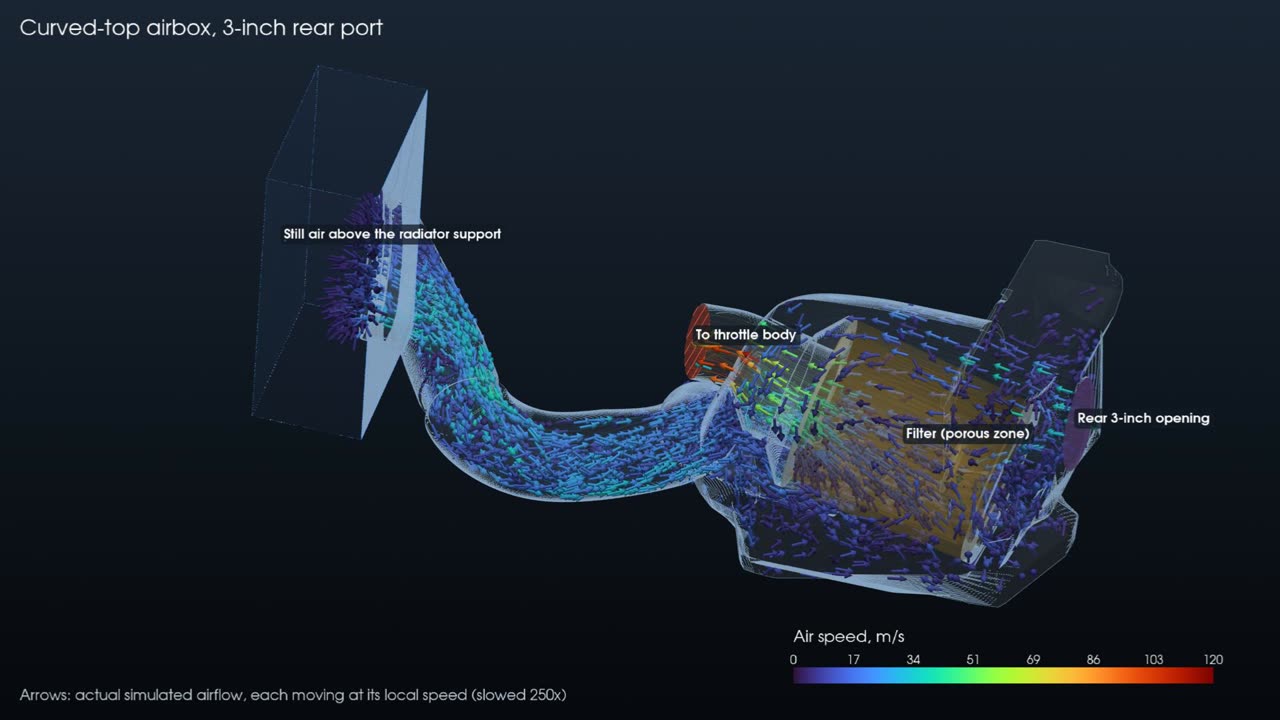 Curved-top airbox, 3-inch rear port
Still air above the radiator support
To throttle body
Rear 3-inch opening
Filter (porous zone)
Air speed, m/s
0 17 34 51 69 86 103 120
Arrows: actual simulated airflow, each moving at its local speed (slowed 250x)